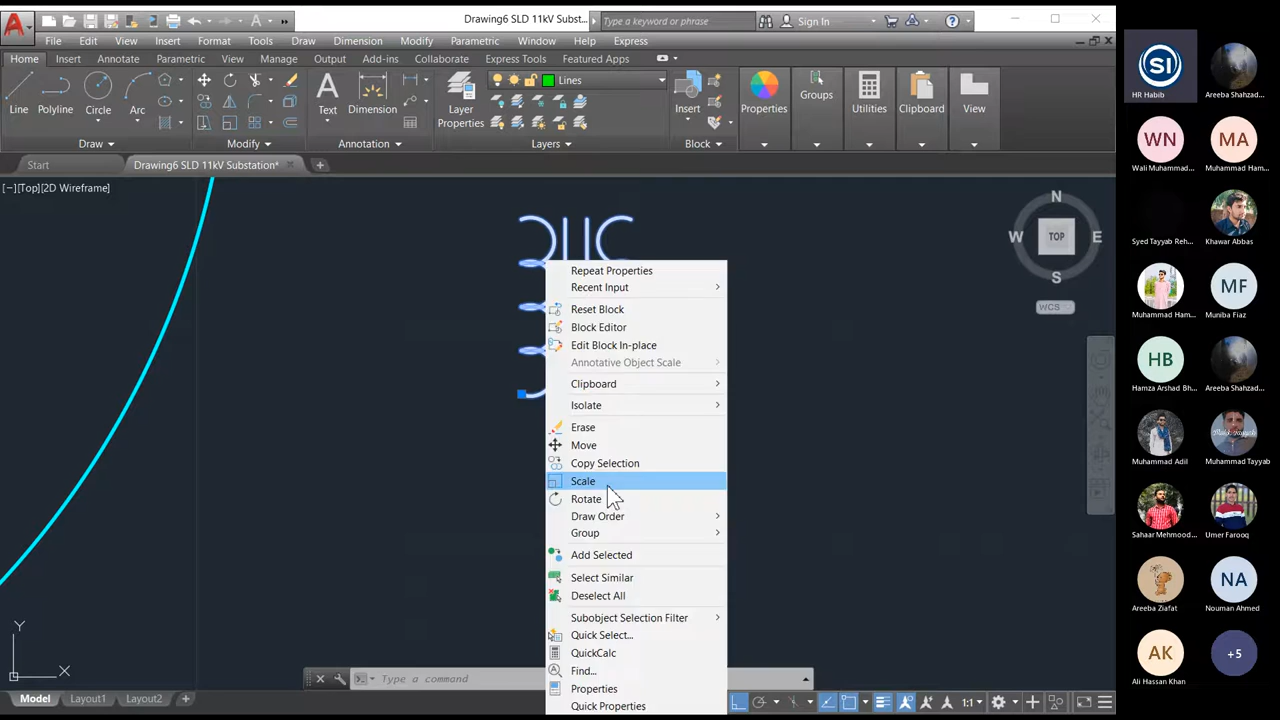 Drawing6 SLD 11kV Subst...
Type a keyword or phrase
Sign In
File Edit View Insert Format Tools Draw Dimension Modify Parametric Window Help Express
Home Insert Annotate Parametric View Manage Output Add-ins Collaborate Express Tools Featured Apps
Line Polyline Circle Arc
Text Dimension
Layer Properties
Lines
Insert
Properties Groups Utilities Clipboard View
Draw Modify Annotation Layers Block
Start Drawing6 SLD 11kV Substation*
[−][Top][2D Wireframe]
N
W TOP E
S
WCS
Repeat Properties
Recent Input
Reset Block
Block Editor
Edit Block In-place
Annotative Object Scale
Clipboard
Isolate
Erase
Move
Copy Selection
Scale
Rotate
Draw Order
Group
Add Selected
Select Similar
Deselect All
Subobject Selection Filter
Quick Select...
QuickCalc
Find...
Properties
Quick Properties
Y
X
Type a command
Model Layout1 Layout2 +
1:1
SI
HR Habib
Areeba Shahzad...
WN
Wali Muhammad...
MA
Muhammad Ham...
Syed Tayyab Reh...
Khawar Abbas
Muhammad Ham...
MF
Muniba Fiaz
HB
Hamza Arshad Bh...
Areeba Shahzad...
Muhammad Adil
Muhammad Tayyab
Sahaar Mehmood...
Umer Farooq
Areeba Ziafat
NA
Nouman Ahmed
AK
Ali Hassan Khan
+5